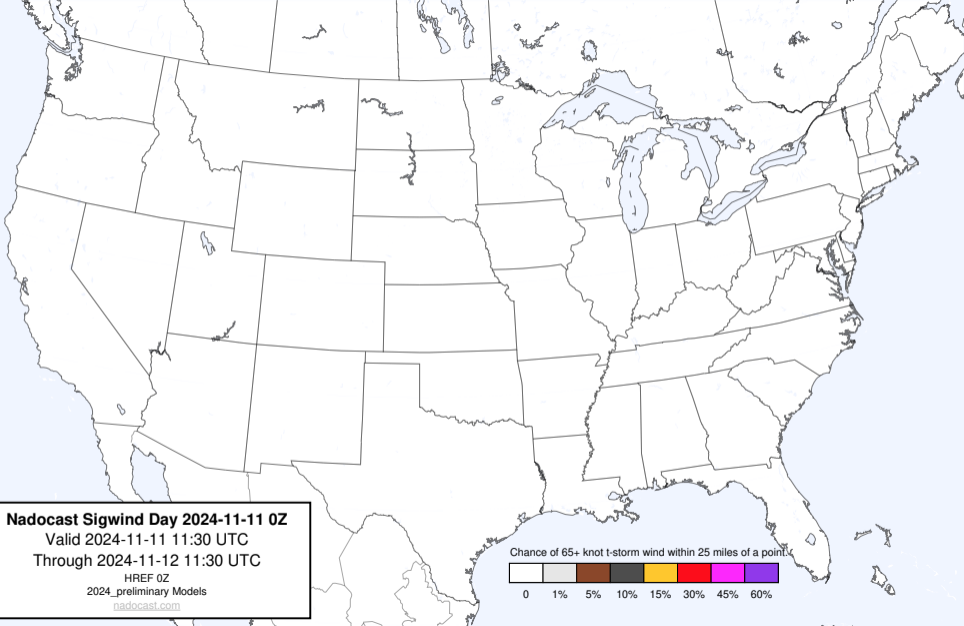 Nadocast Sigwind Day 2024-11-11 0Z
Valid 2024-11-11 11:30 UTC
Through 2024-11-12 11:30 UTC
HREF 0Z
2024_preliminary Models
nadocast.com
Chance of 65+ knot t-storm wind within 25 miles of a point.
0 1% 5% 10% 15% 30% 45% 60%